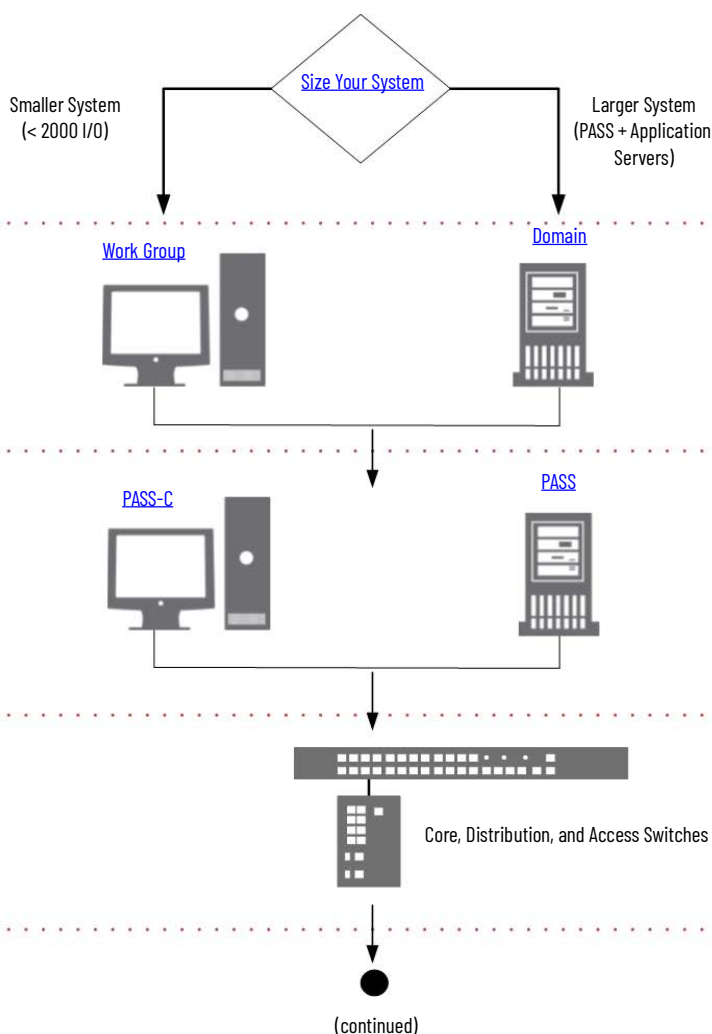 Size Your System
Smaller System
(< 2000 I/O)
Larger System
(PASS + Application
Servers)
Work Group
Domain
PASS-C
PASS
Core, Distribution, and Access Switches
(continued)